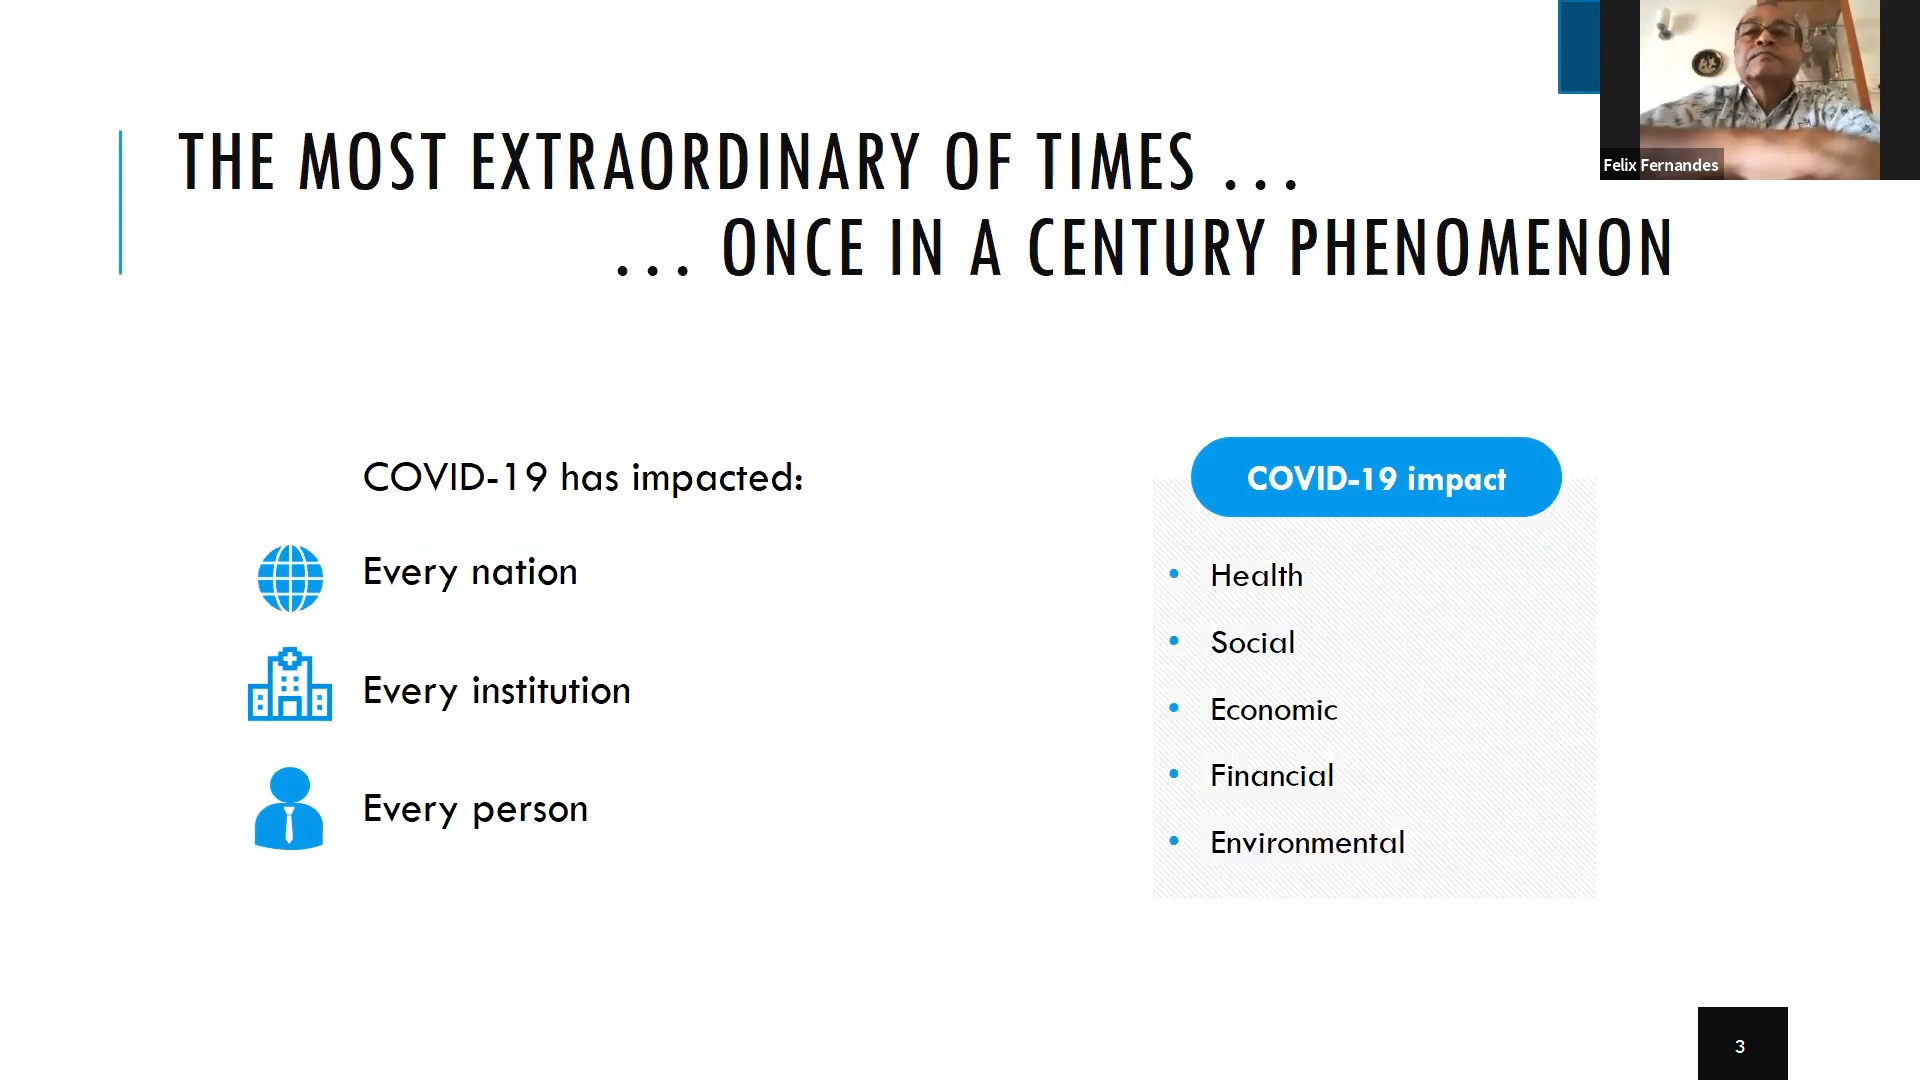 THE MOST EXTRAORDINARY OF TIMES ...
... ONCE IN A CENTURY PHENOMENON
Felix Fernandes
COVID-19 has impacted:
Every nation
Every institution
Every person
COVID-19 impact
• Health
• Social
• Economic
• Financial
• Environmental
3